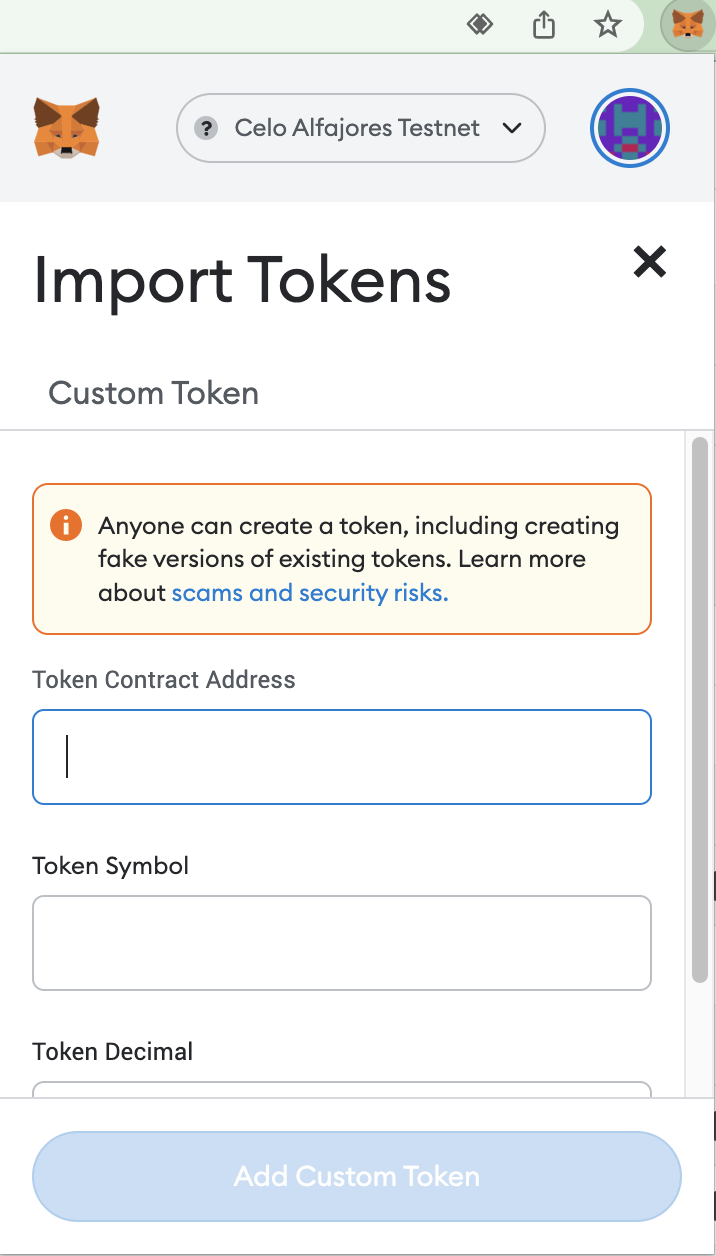 ? Celo Alfajores Testnet
Import Tokens
Custom Token
Anyone can create a token, including creating
fake versions of existing tokens. Learn more
about scams and security risks.
Token Contract Address
Token Symbol
Token Decimal
Add Custom Token